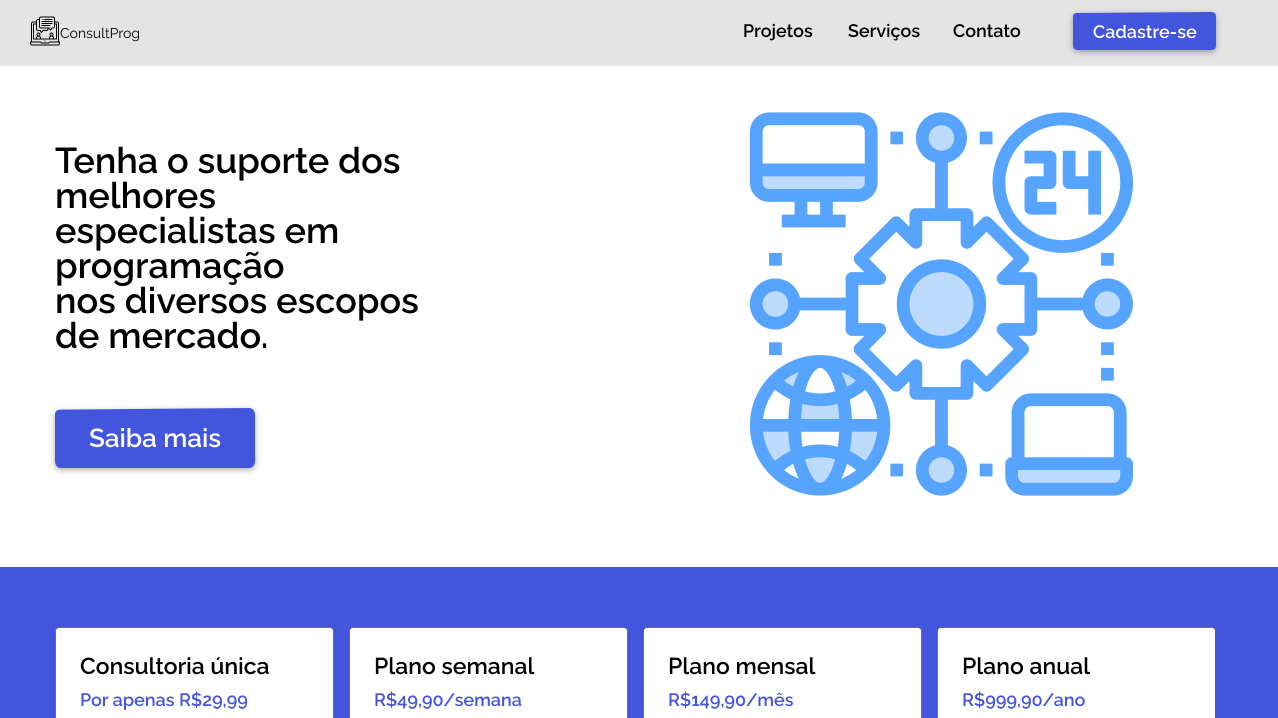 ConsultProg
Projetos
Serviços
Contato
Cadastre-se
Tenha o suporte dos
melhores
especialistas em
programação
nos diversos escopos
de mercado.
24
Saiba mais
Consultoria única
Por apenas R$29,99
Plano semanal
R$49,90/semana
Plano mensal
R$149,90/mês
Plano anual
R$999,90/ano